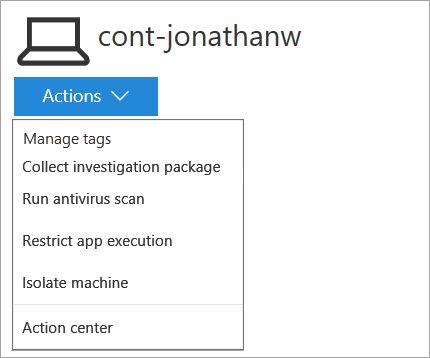 cont-jonathanw
Actions
Manage tags
Collect investigation package
Run antivirus scan
Restrict app execution
Isolate machine
Action center